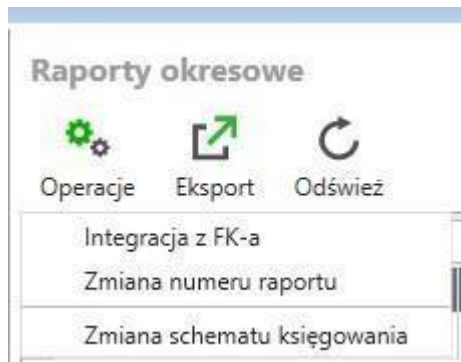 Raporty okresowe
Operacje Eksport Odśwież
Integracja z FK-a
Zmiana numeru raportu
Zmiana schematu księgowania